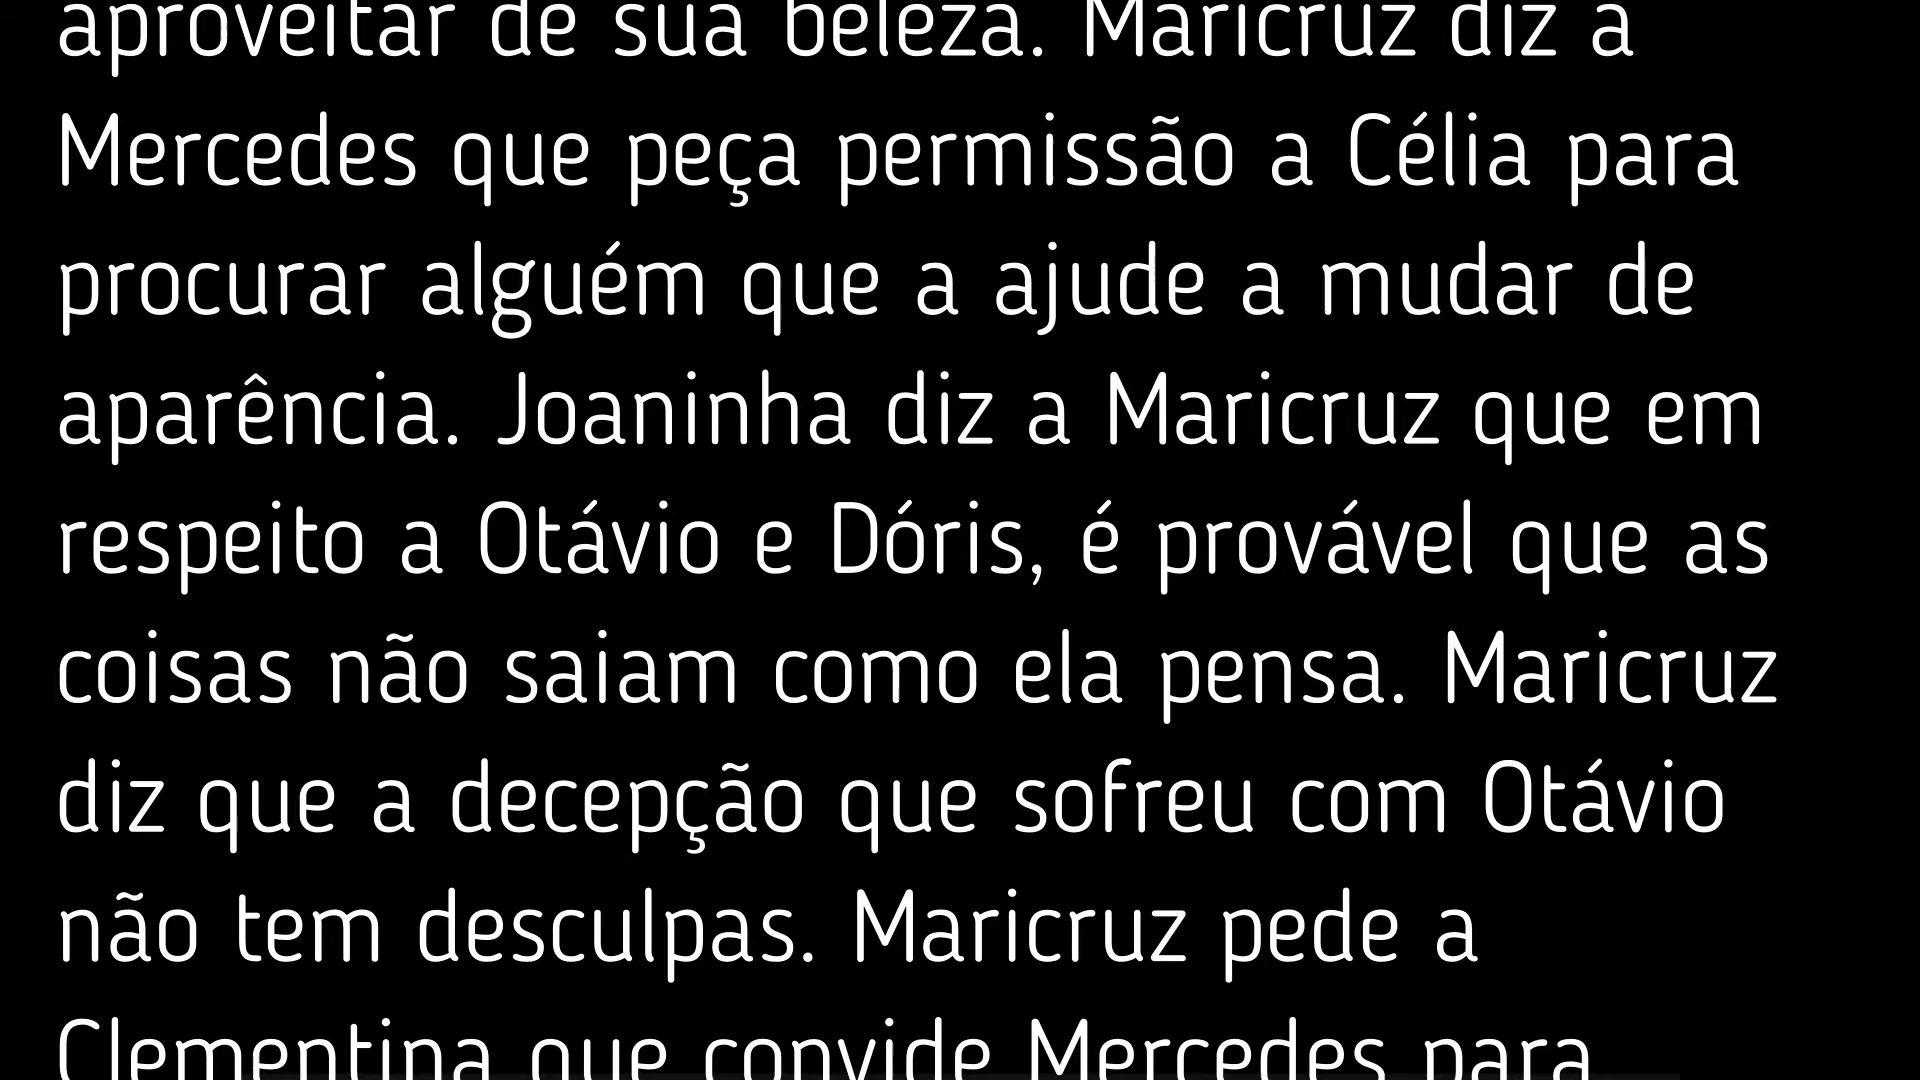 aproveitar de sua beleza. Maricruz diz a
Mercedes que peça permissão a Célia para
procurar alguém que a ajude a mudar de
aparência. Joaninha diz a Maricruz que em
respeito a Otávio e Dóris, é provável que as
coisas não saiam como ela pensa. Maricruz
diz que a decepção que sofreu com Otávio
não tem desculpas. Maricruz pede a
Clementina que convide Mercedes para